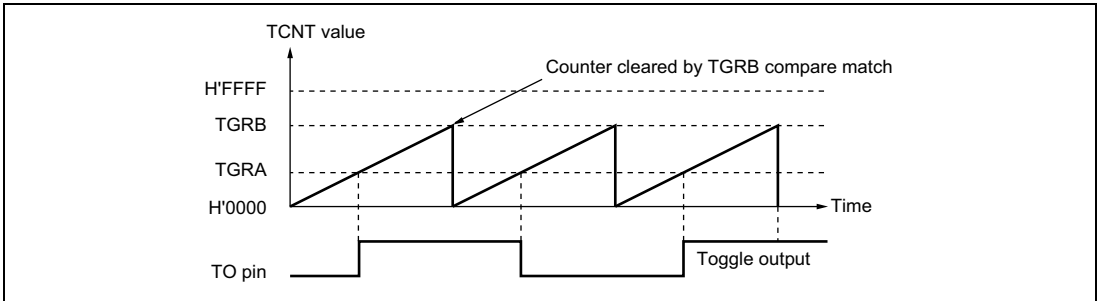 TCNT value
Counter cleared by TGRB compare match
H'FFFF
TGRB
TGRA
H'0000
Time
Toggle output
TO pin